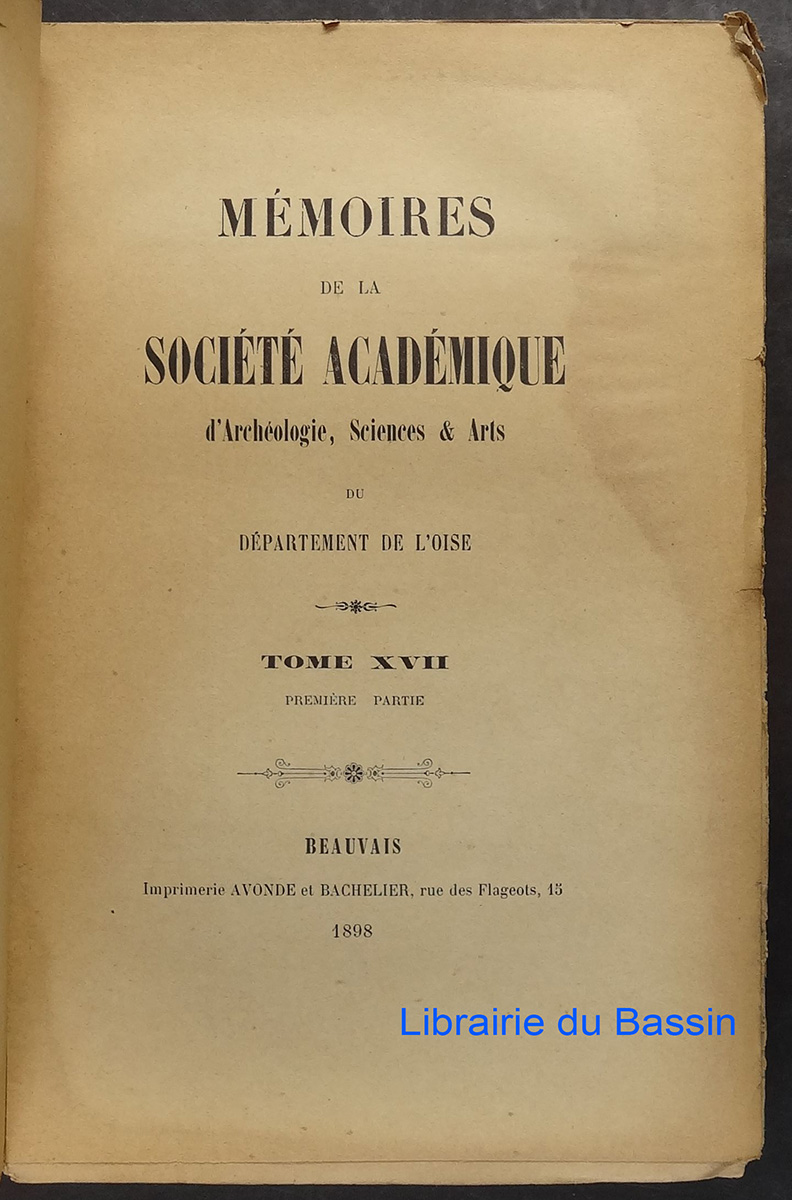 MÉMOIRES
DE LA
SOCIÉTÉ ACADÉMIQUE
d'Archéologie, Sciences & Arts
DU
DÉPARTEMENT DE L'OISE
TOME XVII
PREMIÈRE PARTIE
BEAUVAIS
Imprimerie AVONDE et BACHELIER, rue des Flageots, 15
1898
Librairie du Bassin